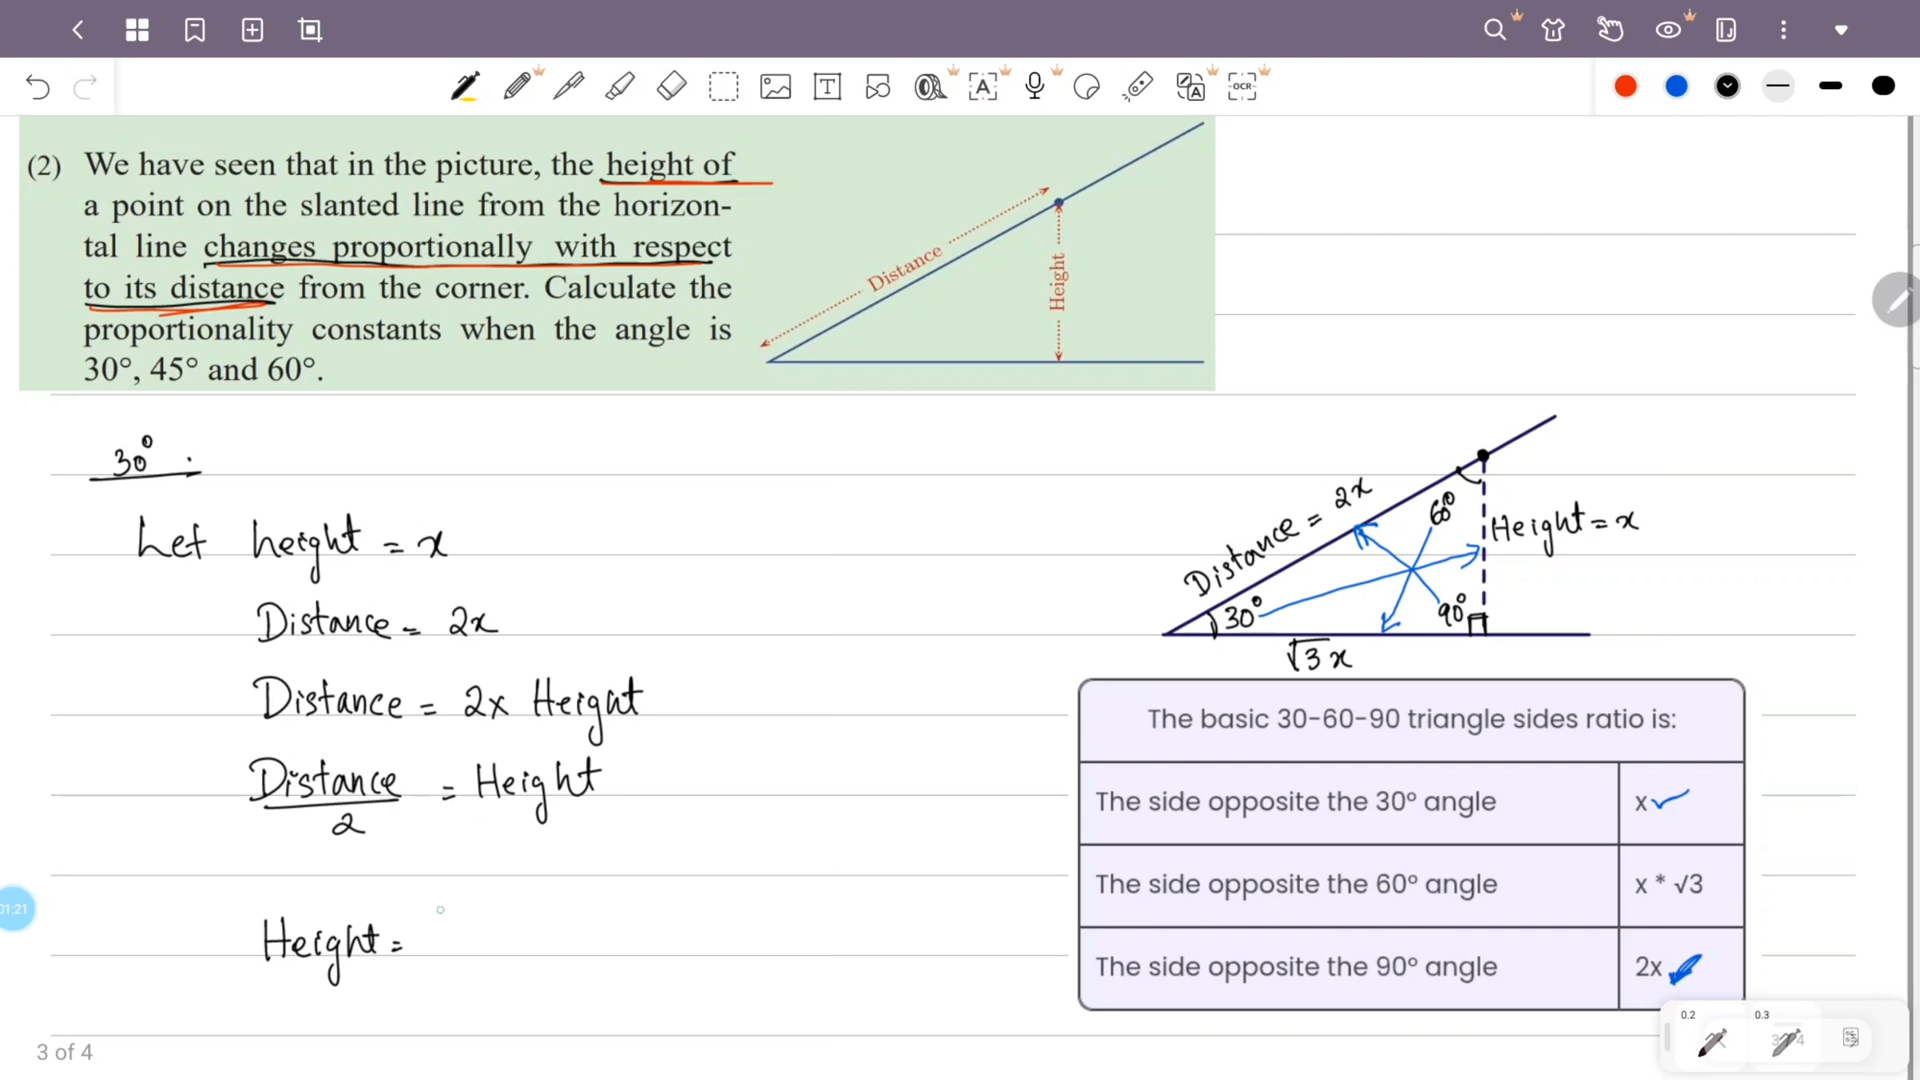 (2) We have seen that in the picture, the height of
a point on the slanted line from the horizon-
tal line changes proportionally with respect
to its distance from the corner. Calculate the
proportionality constants when the angle is
30°, 45° and 60°.
Distance
Height
30°
Let height = x
Distance = 2x
Distance = 2x Height
Distance
2
= Height
Height =
Distance = 2x
60°
Height = x
30°
90°
√3 x
The basic 30-60-90 triangle sides ratio is:
The side opposite the 30° angle x
The side opposite the 60° angle x * √3
The side opposite the 90° angle 2x
01:21
3 of 4
0.2
0.3
T
A
A
OCR